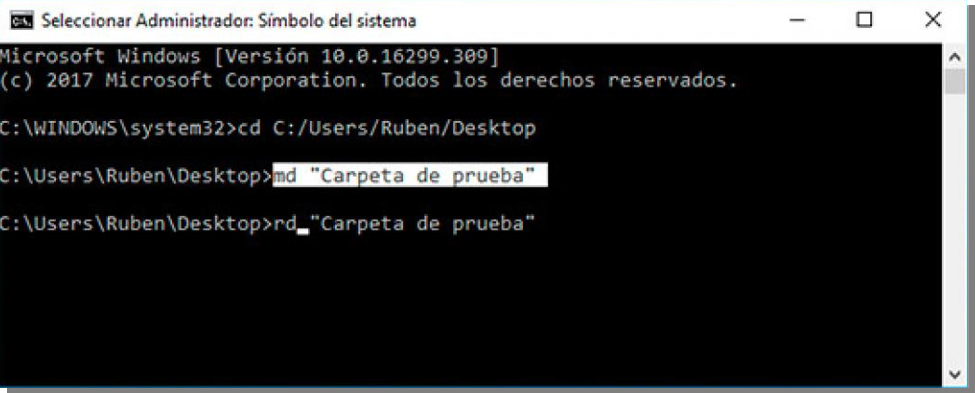 Seleccionar Administrador: Símbolo del sistema
Microsoft Windows [Versión 10.0.16299.309]
(c) 2017 Microsoft Corporation. Todos los derechos reservados.
C:\WINDOWS\system32>cd C:/Users/Ruben/Desktop
C:\Users\Ruben\Desktop>md "Carpeta de prueba"
C:\Users\Ruben\Desktop>rd "Carpeta de prueba"